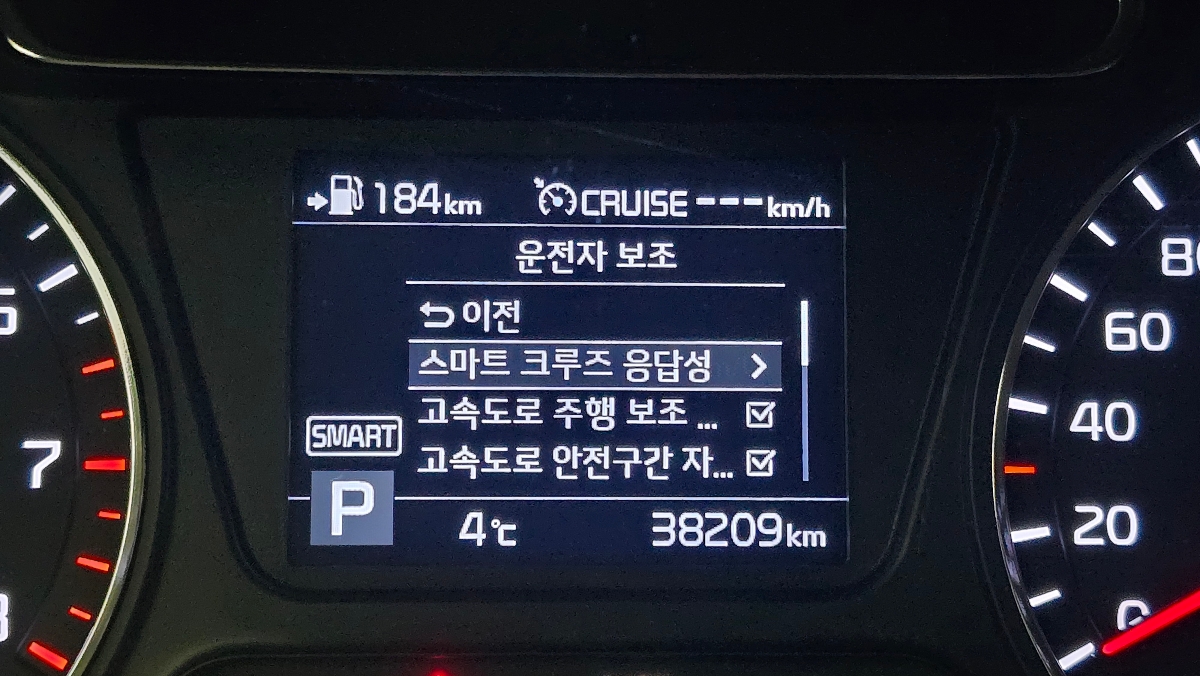 184km CRUISE ---km/h
운전자 보조
이전
스마트 크루즈 응답성 >
고속도로 주행 보조 ...
고속도로 안전구간 자...
SMART
P
4℃ 38209km
7
60
40
20
0